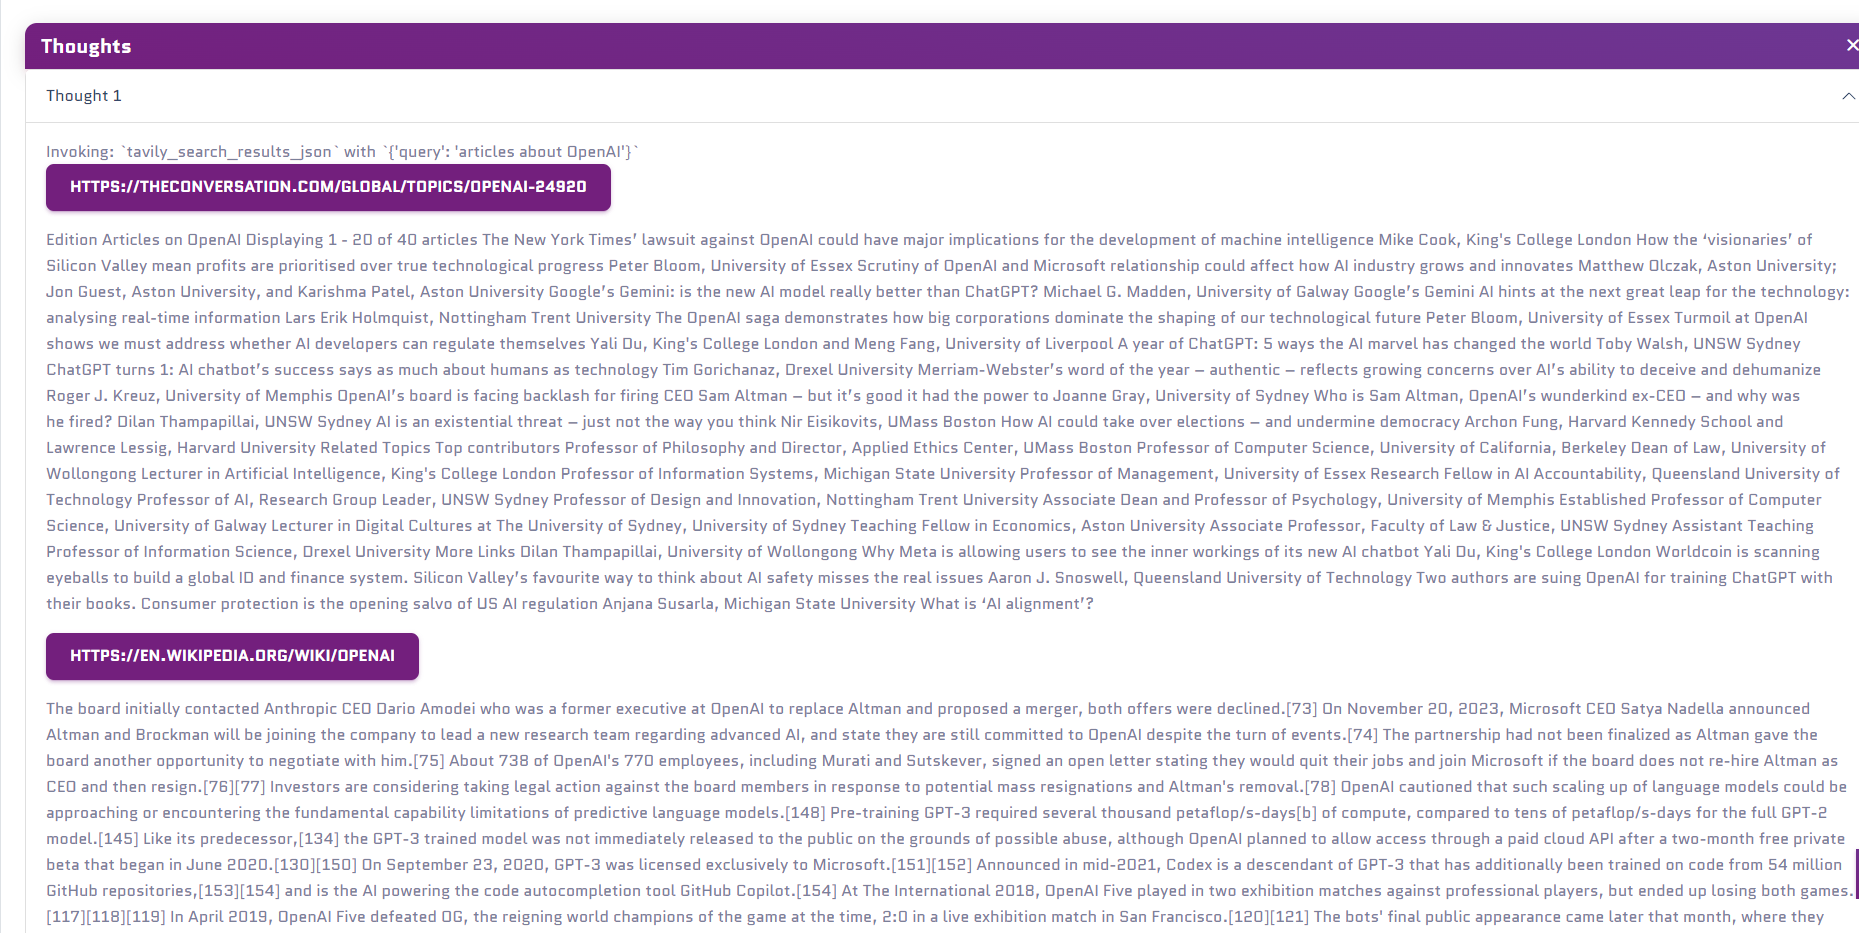 Thoughts
Thought 1
Invoking: `tavily_search_results_json` with `{'query': 'articles about OpenAI'}`
HTTPS://THECONVERSATION.COM/GLOBAL/TOPICS/OPENAI-24920
Edition Articles on OpenAI Displaying 1 - 20 of 40 articles The New York Times’ lawsuit against OpenAI could have major implications for the development of machine intelligence Mike Cook, King's College London How the ‘visionaries’ of
Silicon Valley mean profits are prioritised over true technological progress Peter Bloom, University of Essex Scrutiny of OpenAI and Microsoft relationship could affect how AI industry grows and innovates Matthew Olczak, Aston University;
Jon Guest, Aston University, and Karishma Patel, Aston University Google’s Gemini: is the new AI model really better than ChatGPT? Michael G. Madden, University of Galway Google’s Gemini AI hints at the next great leap for the technology:
analysing real-time information Lars Erik Holmquist, Nottingham Trent University The OpenAI saga demonstrates how big corporations dominate the shaping of our technological future Peter Bloom, University of Essex Turmoil at OpenAI
shows we must address whether AI developers can regulate themselves Yali Du, King's College London and Meng Fang, University of Liverpool A year of ChatGPT: 5 ways the AI marvel has changed the world Toby Walsh, UNSW Sydney
ChatGPT turns 1: AI chatbot’s success says as much about humans as technology Tim Gorichanaz, Drexel University Merriam-Webster’s word of the year – authentic – reflects growing concerns over AI’s ability to deceive and dehumanize
Roger J. Kreuz, University of Memphis OpenAI’s board is facing backlash for firing CEO Sam Altman – but it’s good it had the power to Joanne Gray, University of Sydney Who is Sam Altman, OpenAI’s wunderkind ex-CEO – and why was
he fired? Dilan Thampapillai, UNSW Sydney AI is an existential threat – just not the way you think Nir Eisikovits, UMass Boston How AI could take over elections – and undermine democracy Archon Fung, Harvard Kennedy School and
Lawrence Lessig, Harvard University Related Topics Top contributors Professor of Philosophy and Director, Applied Ethics Center, UMass Boston Professor of Computer Science, University of California, Berkeley Dean of Law, University of
Wollongong Lecturer in Artificial Intelligence, King's College London Professor of Information Systems, Michigan State University Professor of Management, University of Essex Research Fellow in AI Accountability, Queensland University of
Technology Professor of AI, Research Group Leader, UNSW Sydney Professor of Design and Innovation, Nottingham Trent University Associate Dean and Professor of Psychology, University of Memphis Established Professor of Computer
Science, University of Galway Lecturer in Digital Cultures at The University of Sydney, University of Sydney Teaching Fellow in Economics, Aston University Associate Professor, Faculty of Law & Justice, UNSW Sydney Assistant Teaching
Professor of Information Science, Drexel University More Links Dilan Thampapillai, University of Wollongong Why Meta is allowing users to see the inner workings of its new AI chatbot Yali Du, King's College London Worldcoin is scanning
eyeballs to build a global ID and finance system. Silicon Valley’s favourite way to think about AI safety misses the real issues Aaron J. Snoswell, Queensland University of Technology Two authors are suing OpenAI for training ChatGPT with
their books. Consumer protection is the opening salvo of US AI regulation Anjana Susarla, Michigan State University What is ‘AI alignment’?
HTTPS://EN.WIKIPEDIA.ORG/WIKI/OPENAI
The board initially contacted Anthropic CEO Dario Amodei who was a former executive at OpenAI to replace Altman and proposed a merger, both offers were declined.[73] On November 20, 2023, Microsoft CEO Satya Nadella announced
Altman and Brockman will be joining the company to lead a new research team regarding advanced AI, and state they are still committed to OpenAI despite the turn of events.[74] The partnership had not been finalized as Altman gave the
board another opportunity to negotiate with him.[75] About 738 of OpenAI's 770 employees, including Murati and Sutskever, signed an open letter stating they would quit their jobs and join Microsoft if the board does not re-hire Altman as
CEO and then resign.[76][77] Investors are considering taking legal action against the board members in response to potential mass resignations and Altman's removal.[78] OpenAI cautioned that such scaling up of language models could be
approaching or encountering the fundamental capability limitations of predictive language models.[148] Pre-training GPT-3 required several thousand petaflop/s-days[b] of compute, compared to tens of petaflop/s-days for the full GPT-2
model.[145] Like its predecessor,[134] the GPT-3 trained model was not immediately released to the public on the grounds of possible abuse, although OpenAI planned to allow access through a paid cloud API after a two-month free private
beta that began in June 2020.[130][150] On September 23, 2020, GPT-3 was licensed exclusively to Microsoft.[151][152] Announced in mid-2021, Codex is a descendant of GPT-3 that has additionally been trained on code from 54 million
GitHub repositories,[153][154] and is the AI powering the code autocompletion tool GitHub Copilot.[154] At The International 2018, OpenAI Five played in two exhibition matches against professional players, but ended up losing both games.
[117][118][119] In April 2019, OpenAI Five defeated OG, the reigning world champions of the game at the time, 2:0 in a live exhibition match in San Francisco.[120][121] The bots' final public appearance came later that month, where they